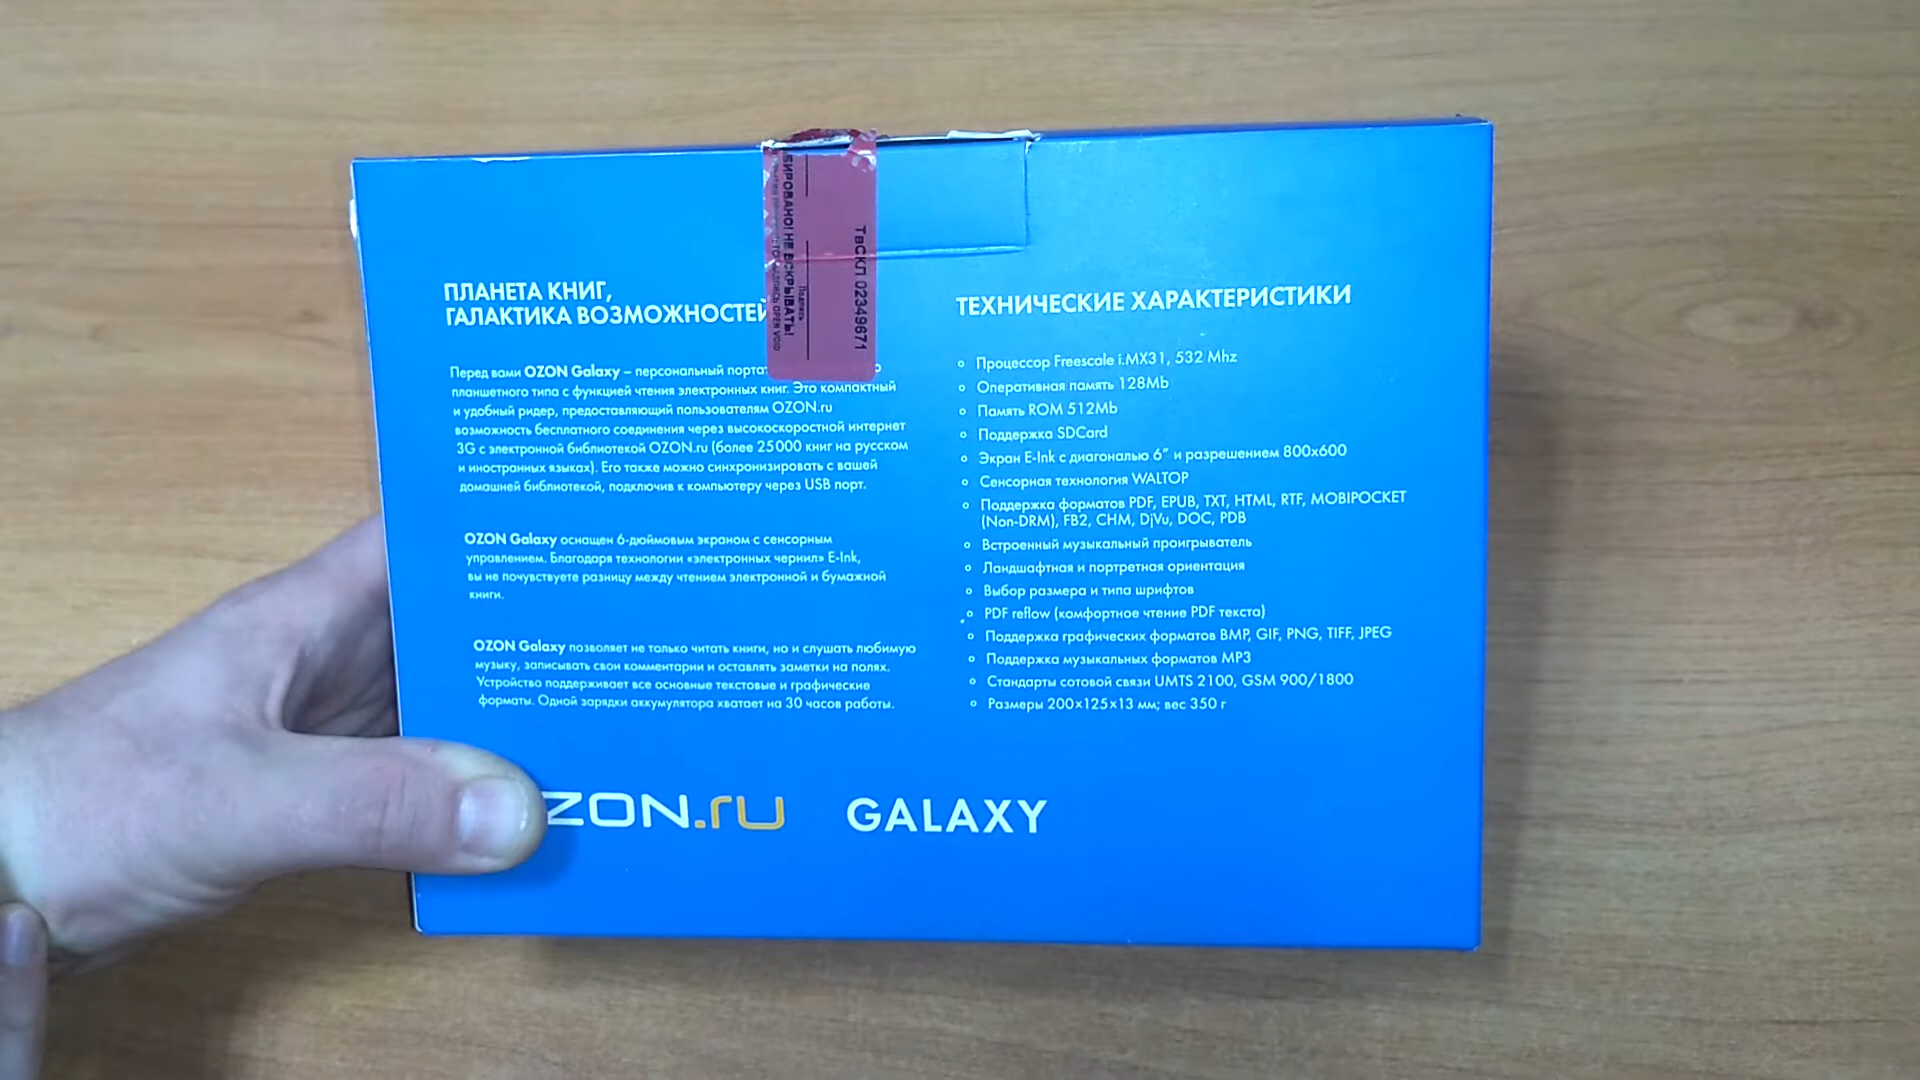 ПЛАНЕТА КНИГ,
ГАЛАКТИКА ВОЗМОЖНОСТЕЙ
Перед вами OZON Galaxy – персональный
планшетного типа с функцией чтения электронных книг. Это компактный
и удобный ридер, предоставляющий пользователям OZON.ru
возможность бесплатного соединения через высокоскоростной интернет
3G с электронной библиотекой OZON.ru (более 25000 книг на русском
и иностранных языках). Его также можно синхронизировать с вашей
домашней библиотекой, подключив к компьютеру через USB порт.
OZON Galaxy оснащен 6-дюймовым экраном с сенсорным
управлением. Благодаря технологии «электронных чернил» E-Ink,
вы не почувствуете разницу между чтением электронной и бумажной
книги.
OZON Galaxy позволяет не только читать книги, но и слушать любимую
музыку, записывать свои комментарии и оставлять заметки на полях.
Устройство поддерживает все основные текстовые и графические
форматы. Одной зарядки аккумулятора хватает на 30 часов работы.
НЕ ВСКРЫВАТЬ!
OPEN VOID
Подпись
ТвСКЛ 02349671
ТЕХНИЧЕСКИЕ ХАРАКТЕРИСТИКИ
Процессор Freescale i.MX31, 532 Mhz
Оперативная память 128Mb
Память ROM 512Mb
Поддержка SDCard
Экран E-Ink с диагональю 6” и разрешением 800x600
Сенсорная технология WALTOP
Поддержка форматов PDF, EPUB, TXT, HTML, RTF, MOBIPOCKET
(Non-DRM), FB2, CHM, DjVu, DOC, PDB
Встроенный музыкальный проигрыватель
Ландшафтная и портретная ориентация
Выбор размера и типа шрифтов
PDF reflow (комфортное чтение PDF текста)
Поддержка графических форматов BMP, GIF, PNG, TIFF, JPEG
Поддержка музыкальных форматов MP3
Стандарты сотовой связи UMTS 2100, GSM 900/1800
Размеры 200×125×13 мм; вес 350 г
ZON.ru GALAXY